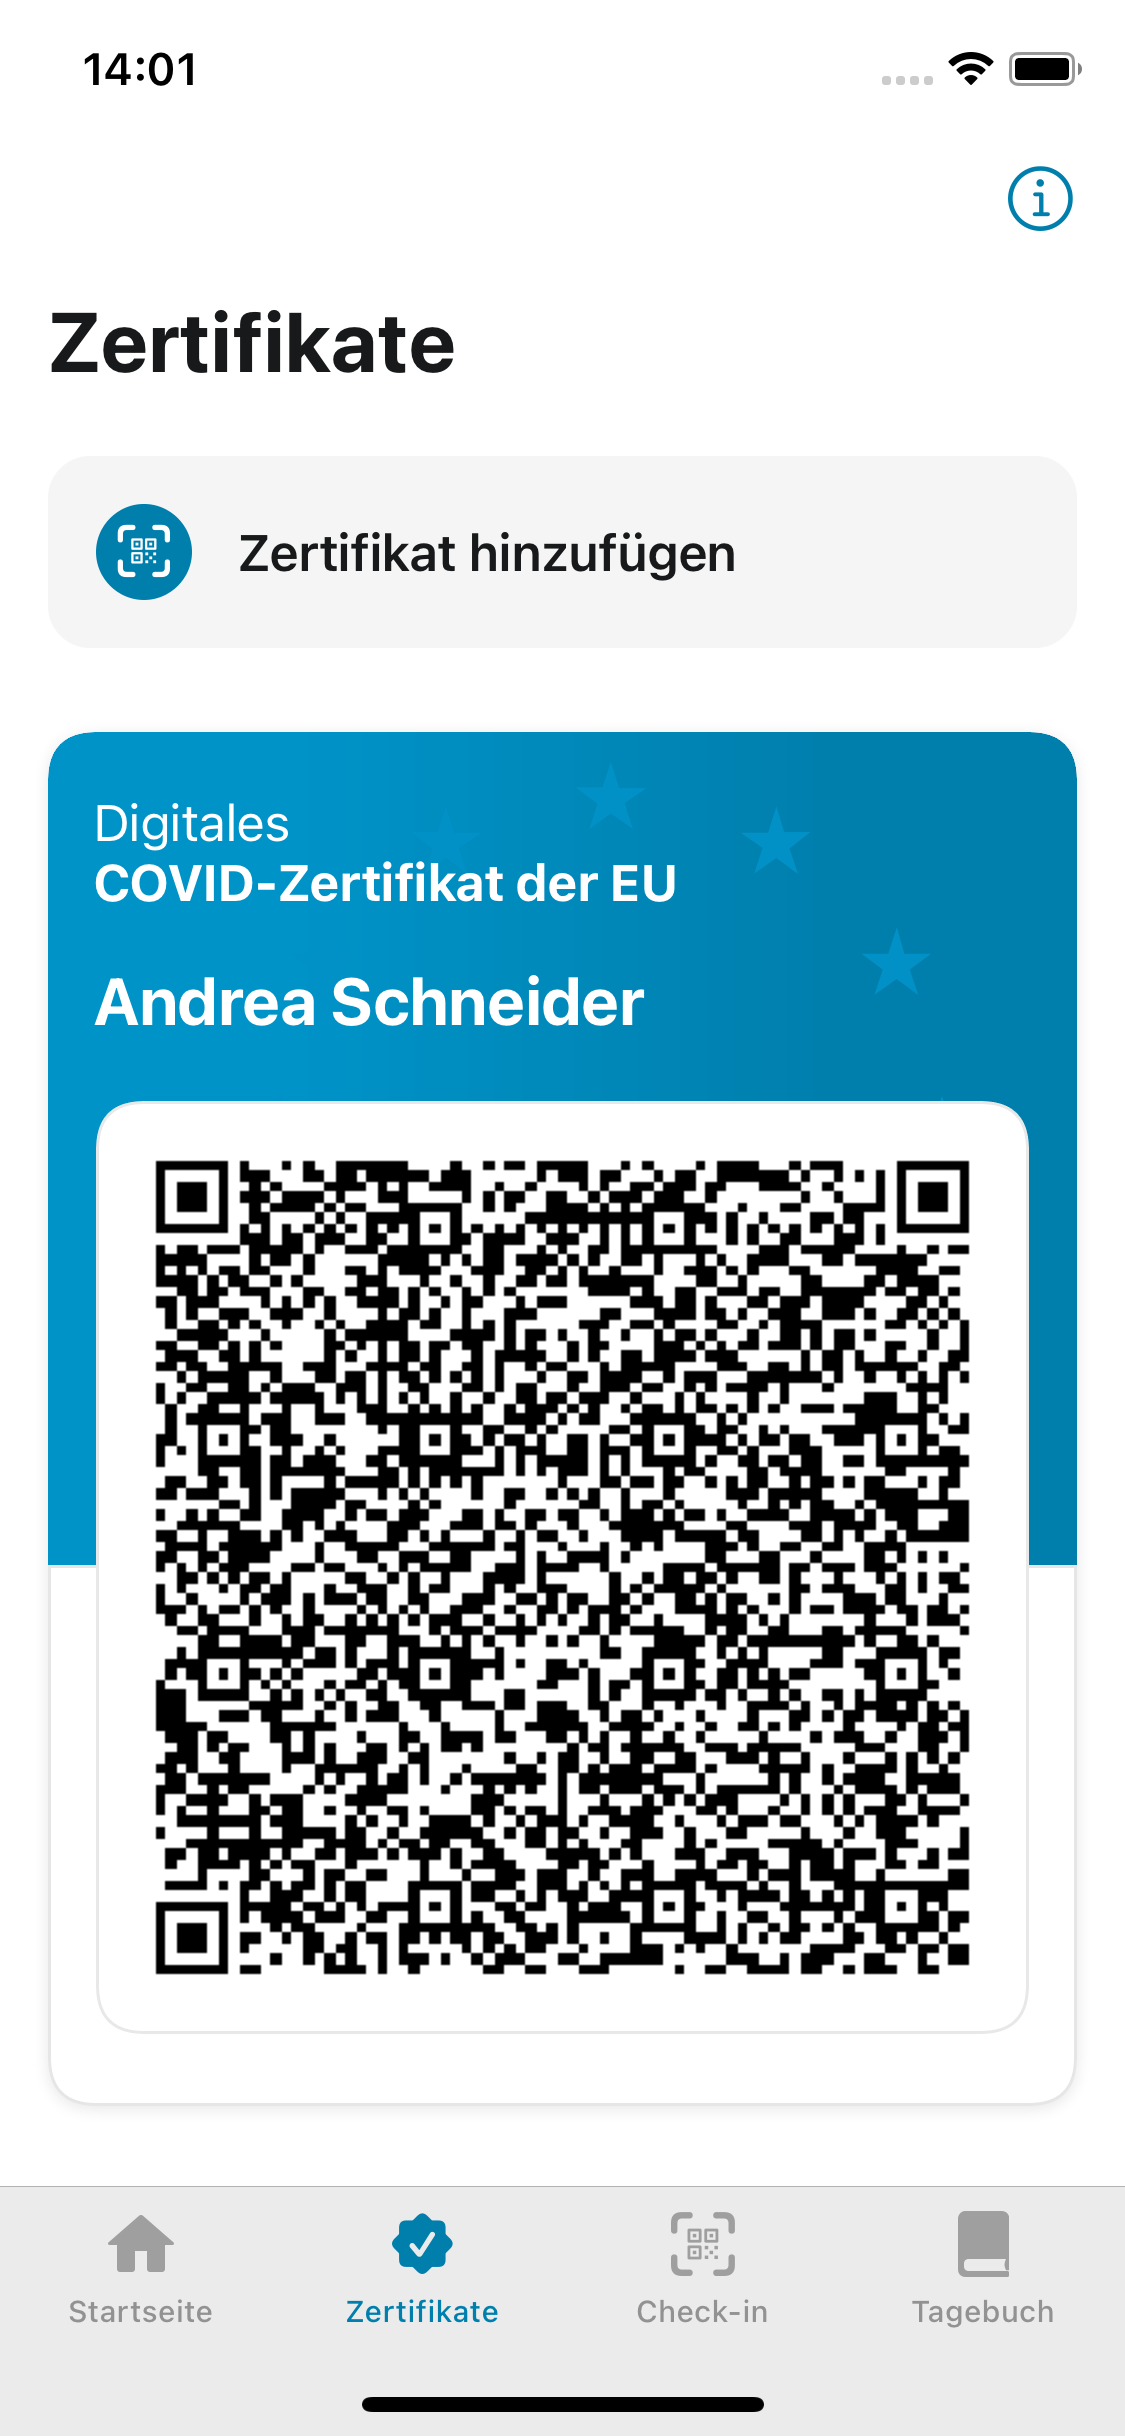 14:01
Zertifikate
Zertifikat hinzufügen
Digitales
COVID-Zertifikat der EU
Andrea Schneider
Startseite
Zertifikate
Check-in
Tagebuch